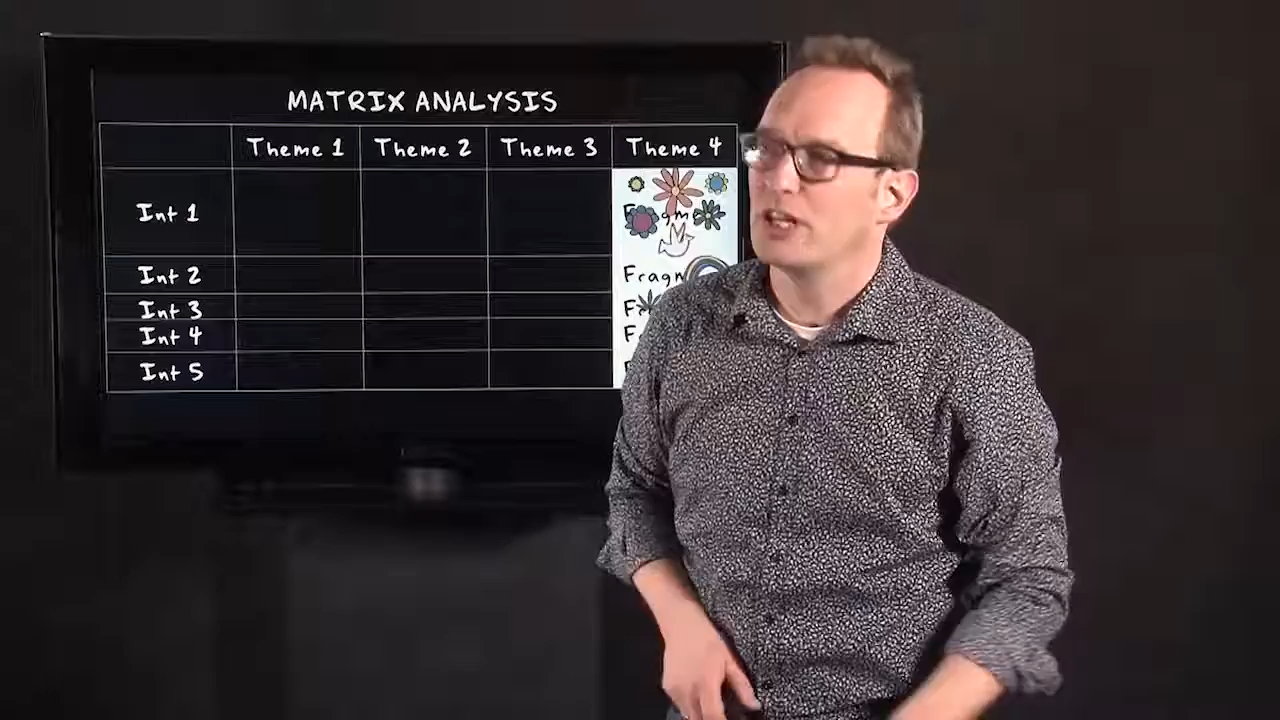 MATRIX ANALYSIS
Theme 1 Theme 2 Theme 3 Theme 4
Int 1
Int 2
Int 3
Int 4
Int 5